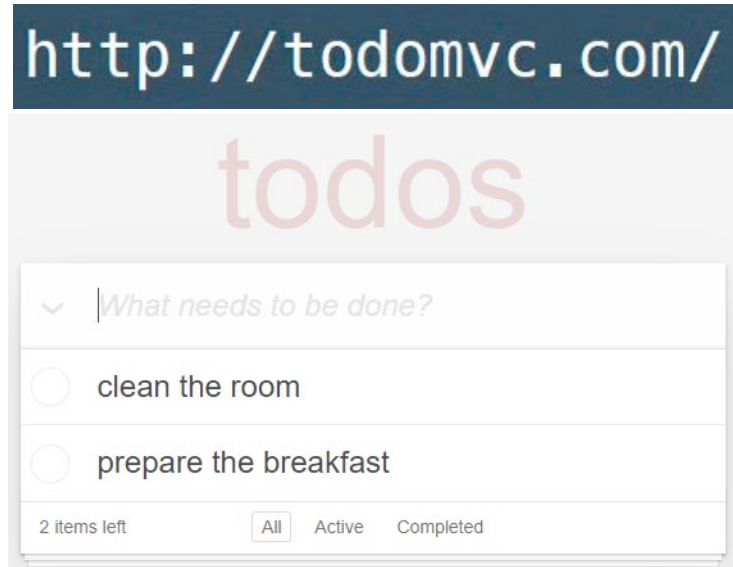 http://todomvc.com/
todos
What needs to be done?
clean the room
prepare the breakfast
2 items left All Active Completed